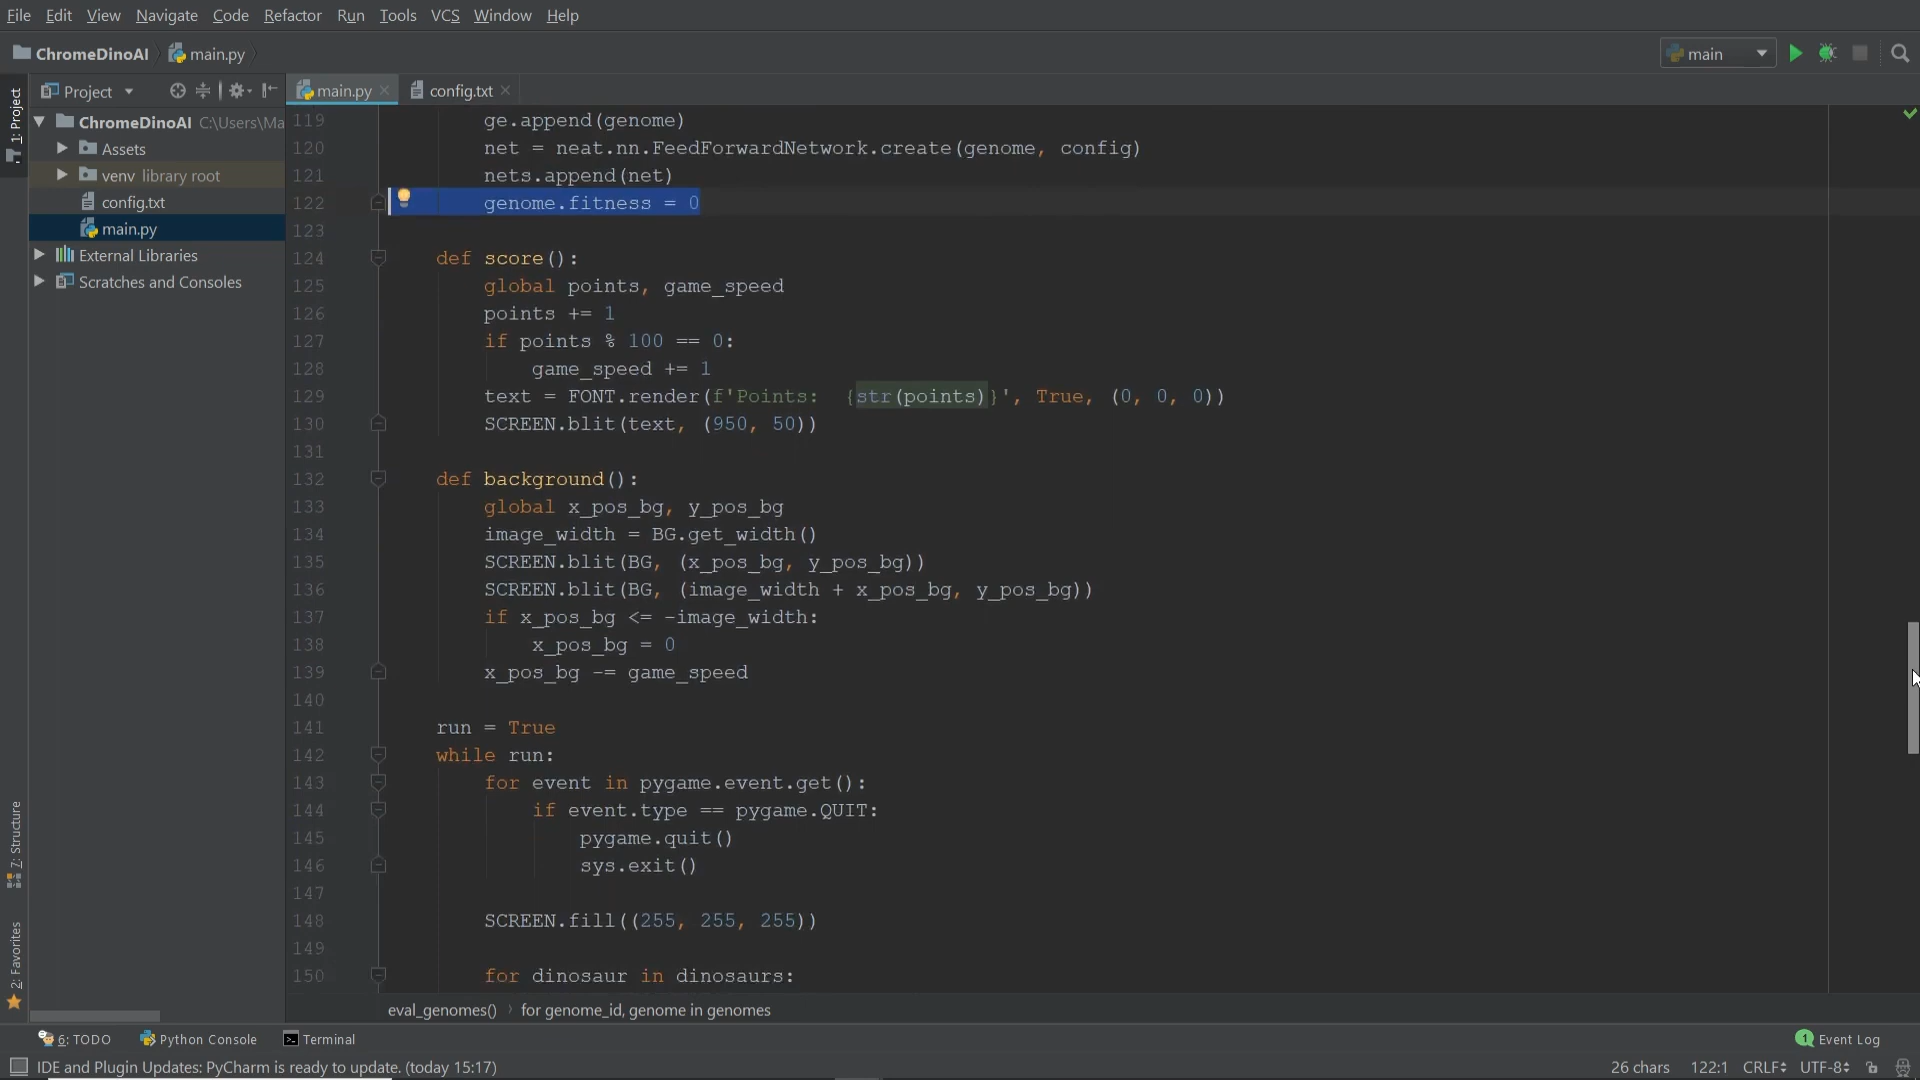 File Edit View Navigate Code Refactor Run Tools VCS Window Help
ChromeDinoAI main.py main
1: Project
Project main.py config.txt
ChromeDinoAI C:\Users\Ma
Assets
venv library root
config.txt
main.py
External Libraries
Scratches and Consoles
7: Structure
2: Favorites
119 ge.append(genome)
120 net = neat.nn.FeedForwardNetwork.create(genome, config)
121 nets.append(net)
122 genome.fitness = 0
123
124 def score():
125 global points, game_speed
126 points += 1
127 if points % 100 == 0:
128 game_speed += 1
129 text = FONT.render(f'Points:  {str(points)}', True, (0, 0, 0))
130 SCREEN.blit(text, (950, 50))
131
132 def background():
133 global x_pos_bg, y_pos_bg
134 image_width = BG.get_width()
135 SCREEN.blit(BG, (x_pos_bg, y_pos_bg))
136 SCREEN.blit(BG, (image_width + x_pos_bg, y_pos_bg))
137 if x_pos_bg <= -image_width:
138 x_pos_bg = 0
139 x_pos_bg -= game_speed
140
141 run = True
142 while run:
143 for event in pygame.event.get():
144 if event.type == pygame.QUIT:
145 pygame.quit()
146 sys.exit()
147
148 SCREEN.fill((255, 255, 255))
149
150 for dinosaur in dinosaurs:
eval_genomes() for genome_id, genome in genomes
6: TODO Python Console Terminal 1 Event Log
IDE and Plugin Updates: PyCharm is ready to update. (today 15:17) 26 chars 122:1 CRLF UTF-8